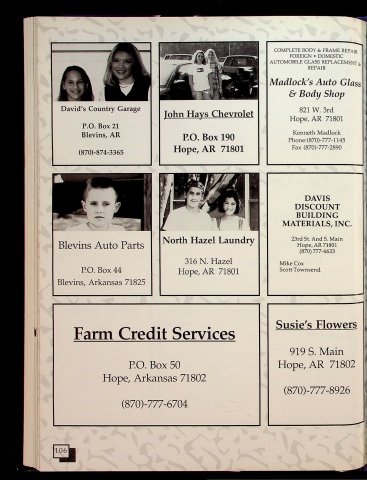 David's Country Garage
P.O. Box 21
Blevins, AR
(870)-874-3365
John Hays Chevrolet
P.O. Box 190
Hope, AR 71801
COMPLETE BODY & FRAME REPAIR
FOREIGN • DOMESTIC
AUTOMOBILE GLASS REPLACEMENT &
REPAIR
Madlock's Auto Glass
& Body Shop
821 W. 3rd
Hope, AR 71801
Kenneth Madlock
Phone:(870)-777-1145
Fax (870)-777-2890
Blevins Auto Parts
P.O. Box 44
Blevins, Arkansas 71825
North Hazel Laundry
316 N. Hazel
Hope, AR 71801
DAVIS
DISCOUNT
BUILDING
MATERIALS, INC.
23rd St. And S. Main
Hope, AR 71801
(870) 777-6633
Mike Cox
Scott Townsend
Farm Credit Services
P.O. Box 50
Hope, Arkansas 71802
(870)-777-6704
Susie's Flowers
919 S. Main
Hope, AR 71802
(870)-777-8926
106